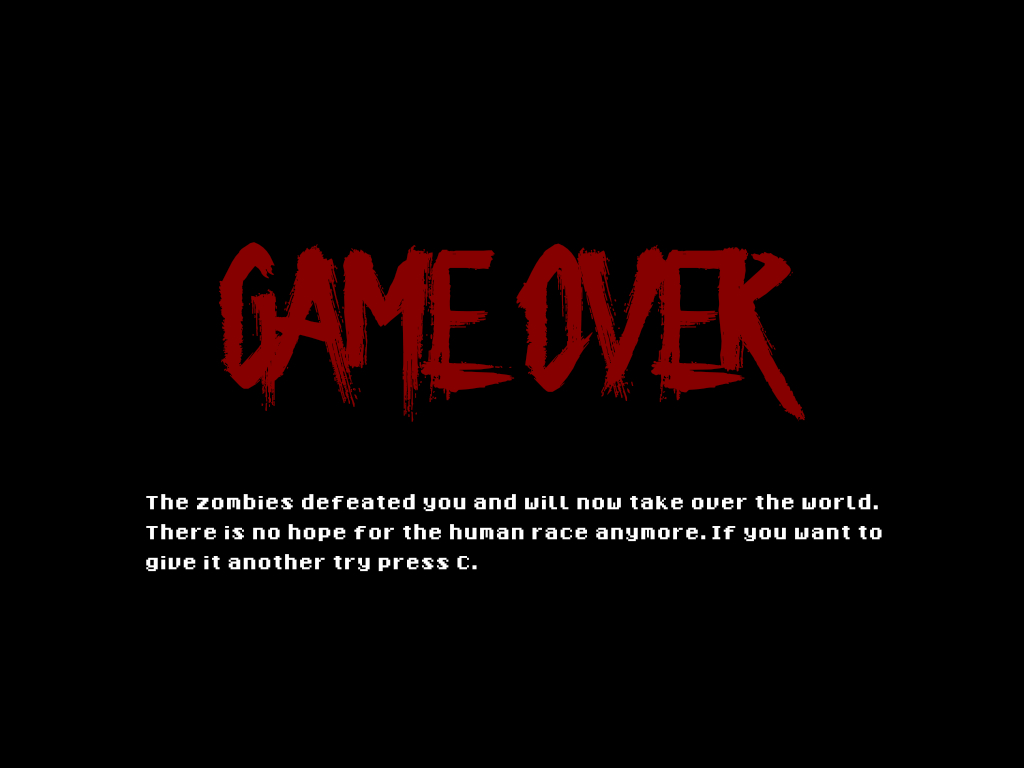 GAME OVER
The zombies defeated you and will now take over the world.
There is no hope for the human race anymore. If you want to
give it another try press C.